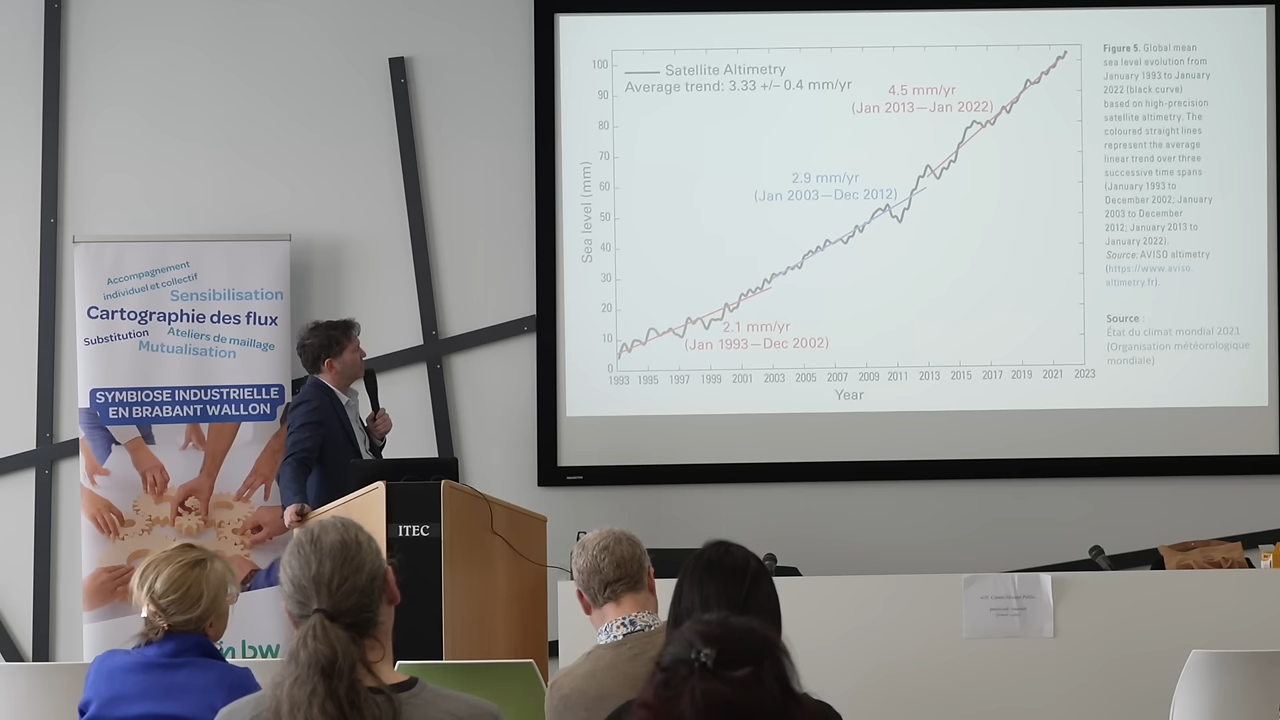 Accompagnement
individuel et collectif
Sensibilisation
Cartographie des flux
Substitution
Ateliers de maillage
Mutualisation
SYMBIOSE INDUSTRIELLE
EN BRABANT WALLON
in bw
ITEC
Satellite Altimetry
Average trend: 3.33 +/- 0.4 mm/yr
4.5 mm/yr
(Jan 2013—Jan 2022)
2.9 mm/yr
(Jan 2003—Dec 2012)
2.1 mm/yr
(Jan 1993—Dec 2002)
Sea level (mm)
100
90
80
70
60
50
40
30
20
10
0
1993 1995 1997 1999 2001 2003 2005 2007 2009 2011 2013 2015 2017 2019 2021 2023
Year
Figure 5. Global mean
sea level evolution from
January 1993 to January
2022 (black curve)
based on high-precision
satellite altimetry. The
coloured straight lines
represent the average
linear trend over three
successive time spans
(January 1993 to
December 2002; January
2003 to December
2012; January 2013 to
January 2022).
Source: AVISO altimetry
(https://www.aviso.
altimetry.fr).
Source :
État du climat mondial 2021
(Organisation météorologique
mondiale)